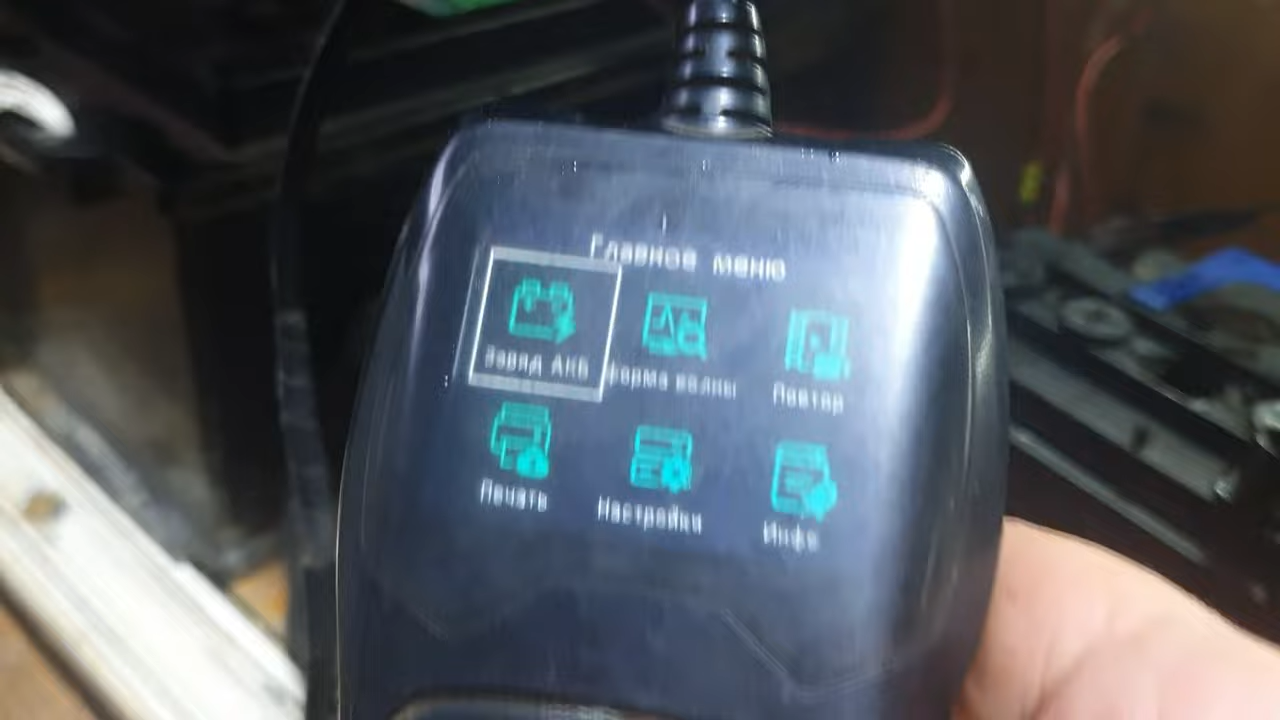 Главное меню
Заряд АКБ
Форма волны
Повтор
Печать
Настройки
Инфо